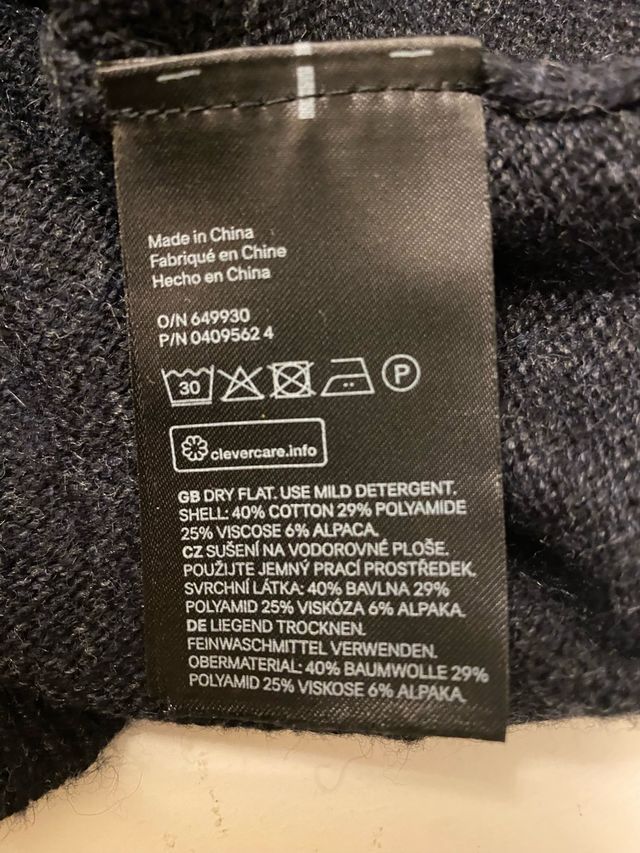 Made in China
Fabriqué en Chine
Hecho en China
O/N 649930
P/N 0409562 4
30 P
clevercare.info
GB DRY FLAT. USE MILD DETERGENT.
SHELL: 40% COTTON 29% POLYAMIDE
25% VISCOSE 6% ALPACA.
CZ SUŠENÍ NA VODOROVNÉ PLOŠE.
POUŽIJTE JEMNÝ PRACÍ PROSTŘEDEK.
SVRCHNÍ LÁTKA: 40% BAVLNA 29%
POLYAMID 25% VISKÓZA 6% ALPAKA.
DE LIEGEND TROCKNEN.
FEINWASCHMITTEL VERWENDEN.
OBERMATERIAL: 40% BAUMWOLLE 29%
POLYAMID 25% VISKOSE 6% ALPAKA.